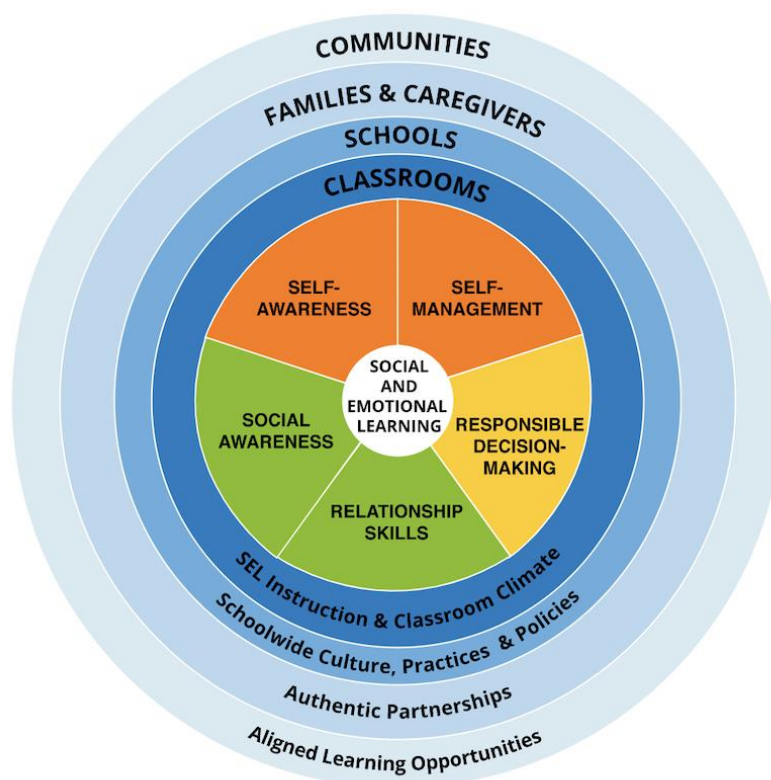 COMMUNITIES
FAMILIES & CAREGIVERS
SCHOOLS
CLASSROOMS
SELF-
AWARENESS
SELF-
MANAGEMENT
SOCIAL
AND
EMOTIONAL
LEARNING
SOCIAL
AWARENESS
RESPONSIBLE
DECISION-
MAKING
RELATIONSHIP
SKILLS
SEL Instruction & Classroom Climate
Schoolwide Culture, Practices & Policies
Authentic Partnerships
Aligned Learning Opportunities